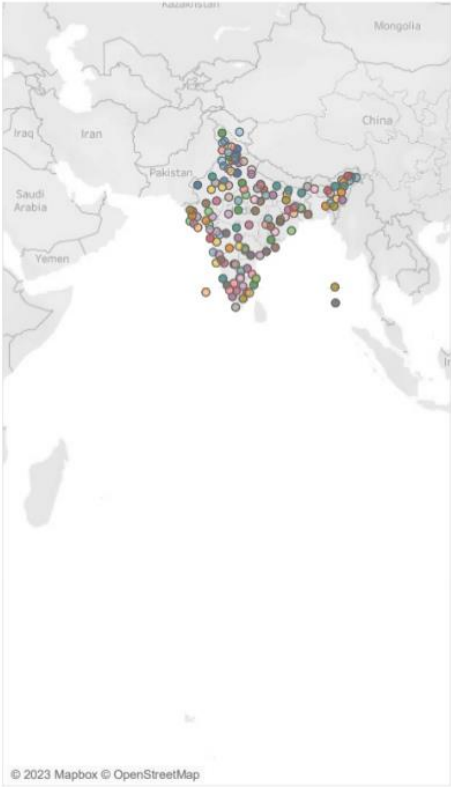 Kazakhstan
Mongolia
China
Iraq
Iran
Pakistan
Saudi
Arabia
Yemen
© 2023 Mapbox © OpenStreetMap